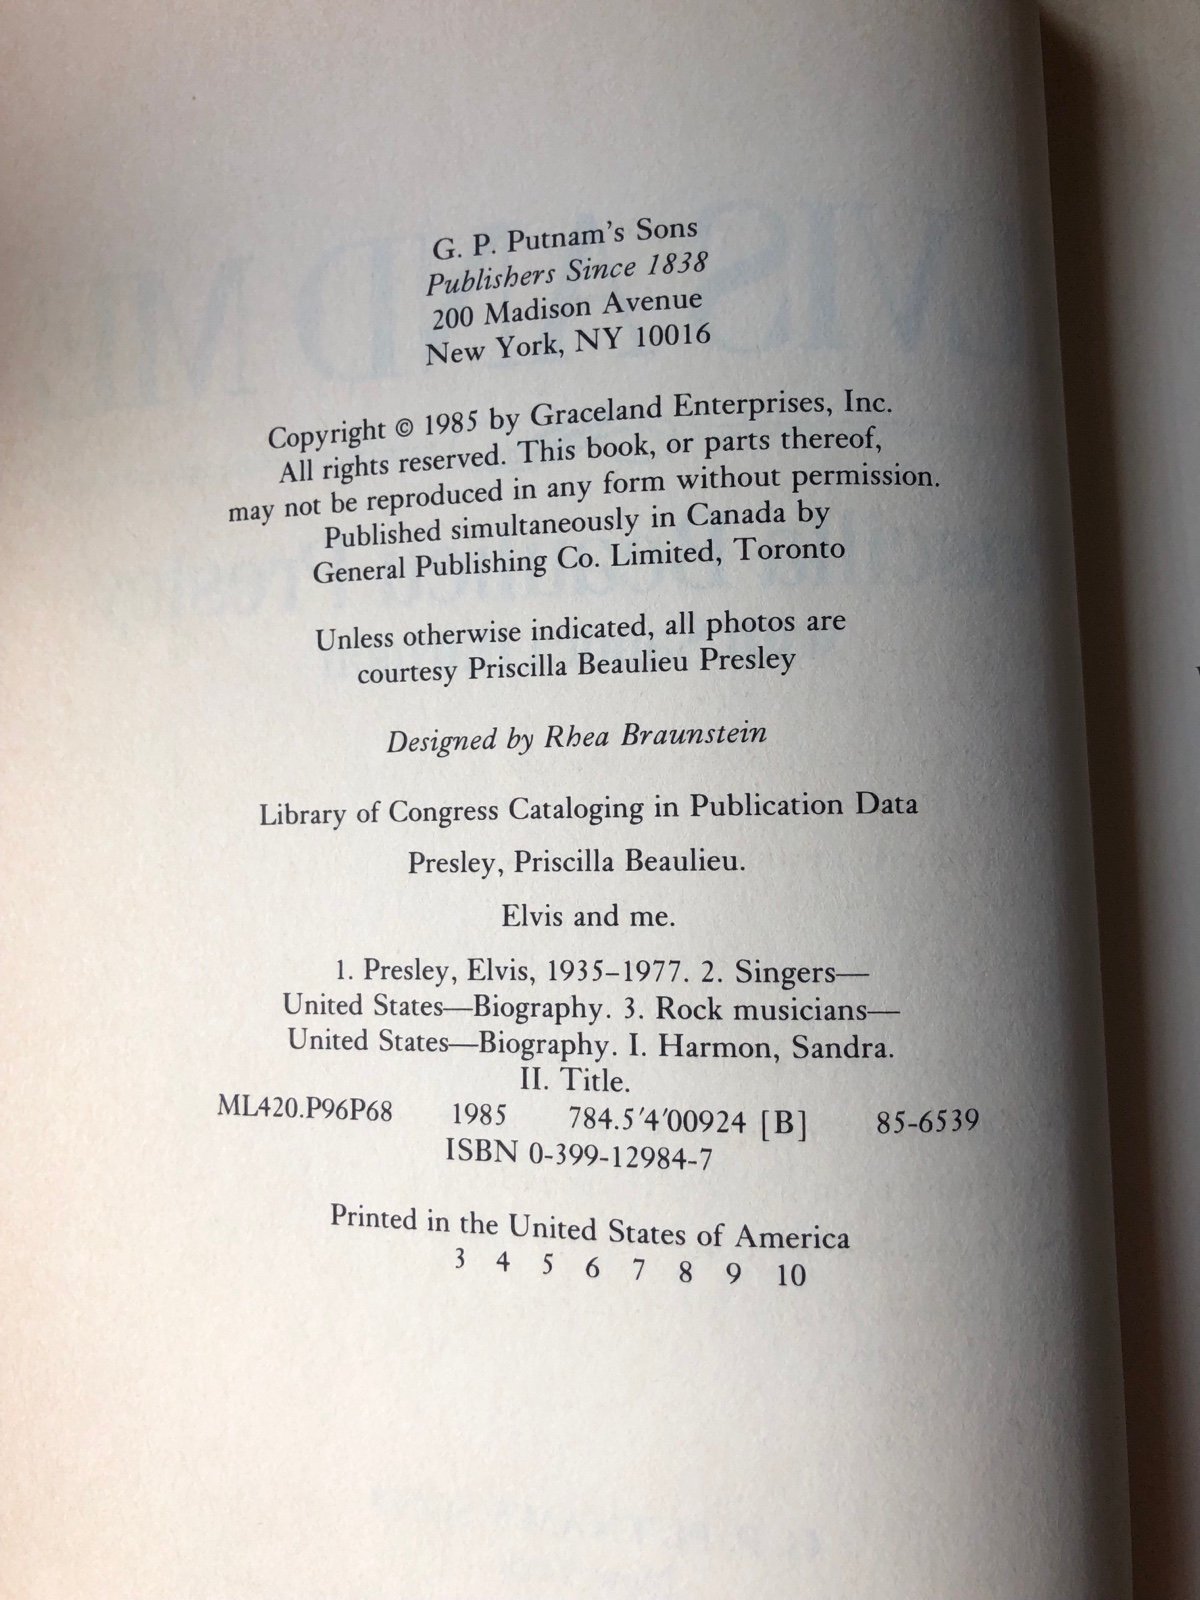 G. P. Putnam's Sons
Publishers Since 1838
200 Madison Avenue
New York, NY 10016
Copyright © 1985 by Graceland Enterprises, Inc.
All rights reserved. This book, or parts thereof,
may not be reproduced in any form without permission.
Published simultaneously in Canada by
General Publishing Co. Limited, Toronto
Unless otherwise indicated, all photos are
courtesy Priscilla Beaulieu Presley
Designed by Rhea Braunstein
Library of Congress Cataloging in Publication Data
Presley, Priscilla Beaulieu.
Elvis and me.
1. Presley, Elvis, 1935–1977. 2. Singers—
United States—Biography. 3. Rock musicians—
United States—Biography. I. Harmon, Sandra.
II. Title.
ML420.P96P68 1985 784.5′4′00924 [B] 85-6539
ISBN 0-399-12984-7
Printed in the United States of America
3 4 5 6 7 8 9 10